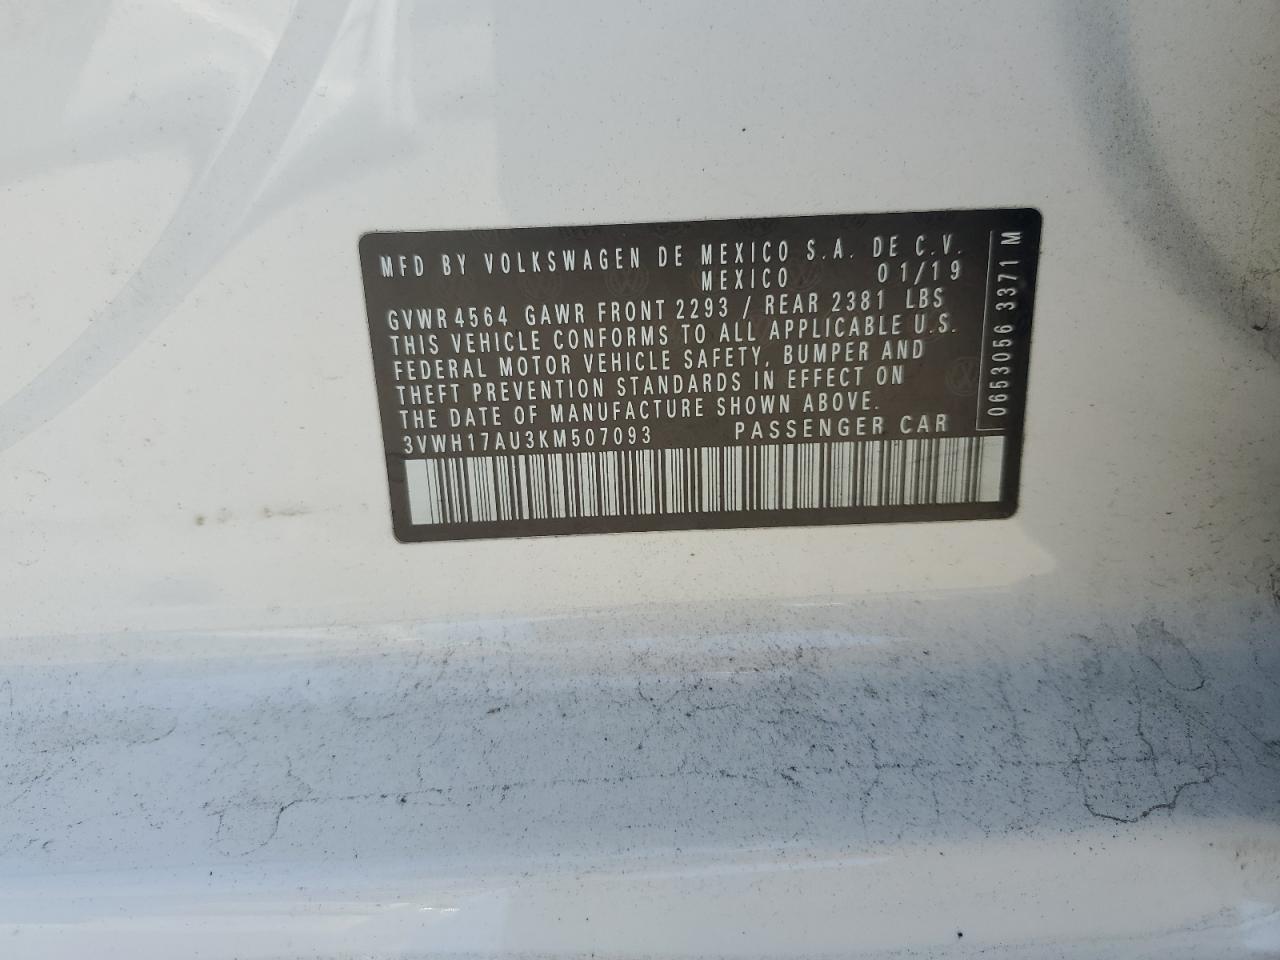 MFD BY VOLKSWAGEN DE MEXICO S.A. DE C.V.
MEXICO 01/19
GVWR 4564 GAWR FRONT 2293 / REAR 2381 LBS
THIS VEHICLE CONFORMS TO ALL APPLICABLE U.S.
FEDERAL MOTOR VEHICLE SAFETY, BUMPER AND
THEFT PREVENTION STANDARDS IN EFFECT ON
THE DATE OF MANUFACTURE SHOWN ABOVE.
3VWH17AU3KM507093 PASSENGER CAR
0653056 3371 M